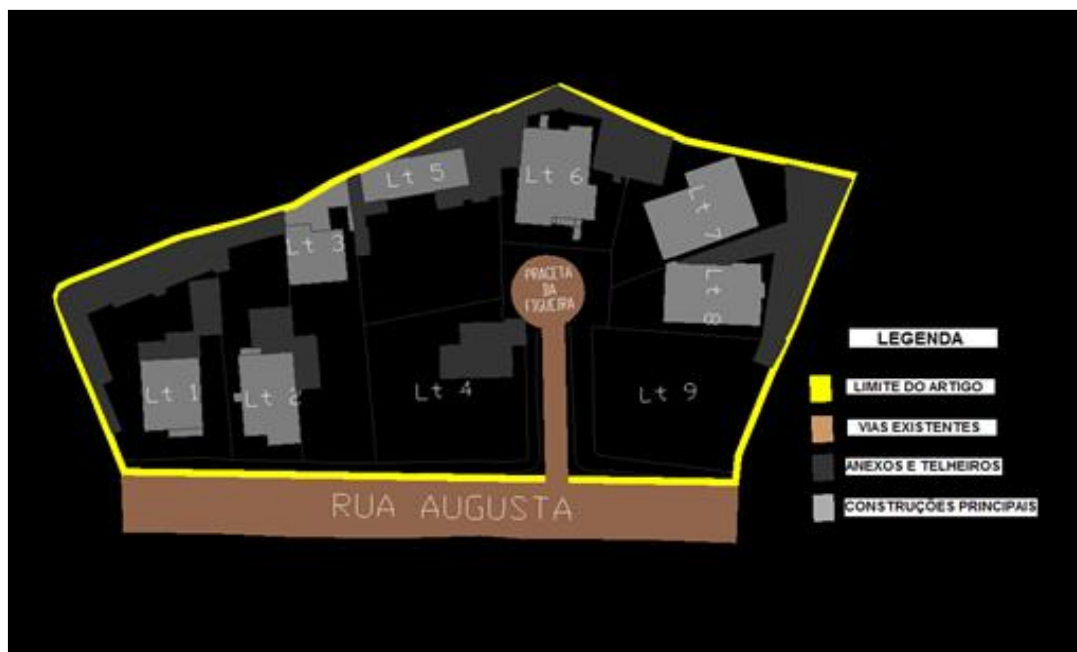 Lt 5
Lt 6
Lt 7
Lt 3
PRACETA
DA
FIGUEIRA
Lt 8
Lt 1
Lt 2
Lt 4
Lt 9
RUA AUGUSTA
LEGENDA
LIMITE DO ARTIGO
VIAS EXISTENTES
ANEXOS E TELHEIROS
CONSTRUÇÕES PRINCIPAIS